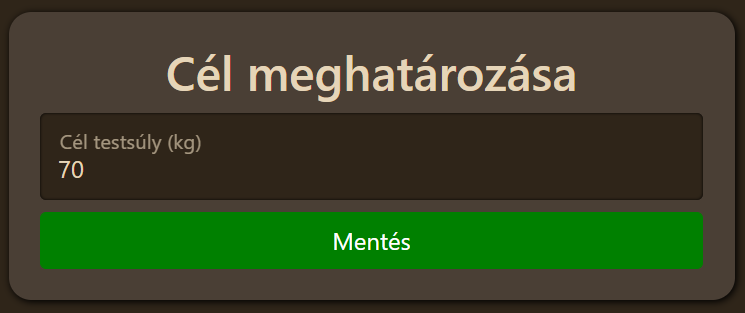 Cél meghatározása
Cél testsúly (kg)
70
Mentés